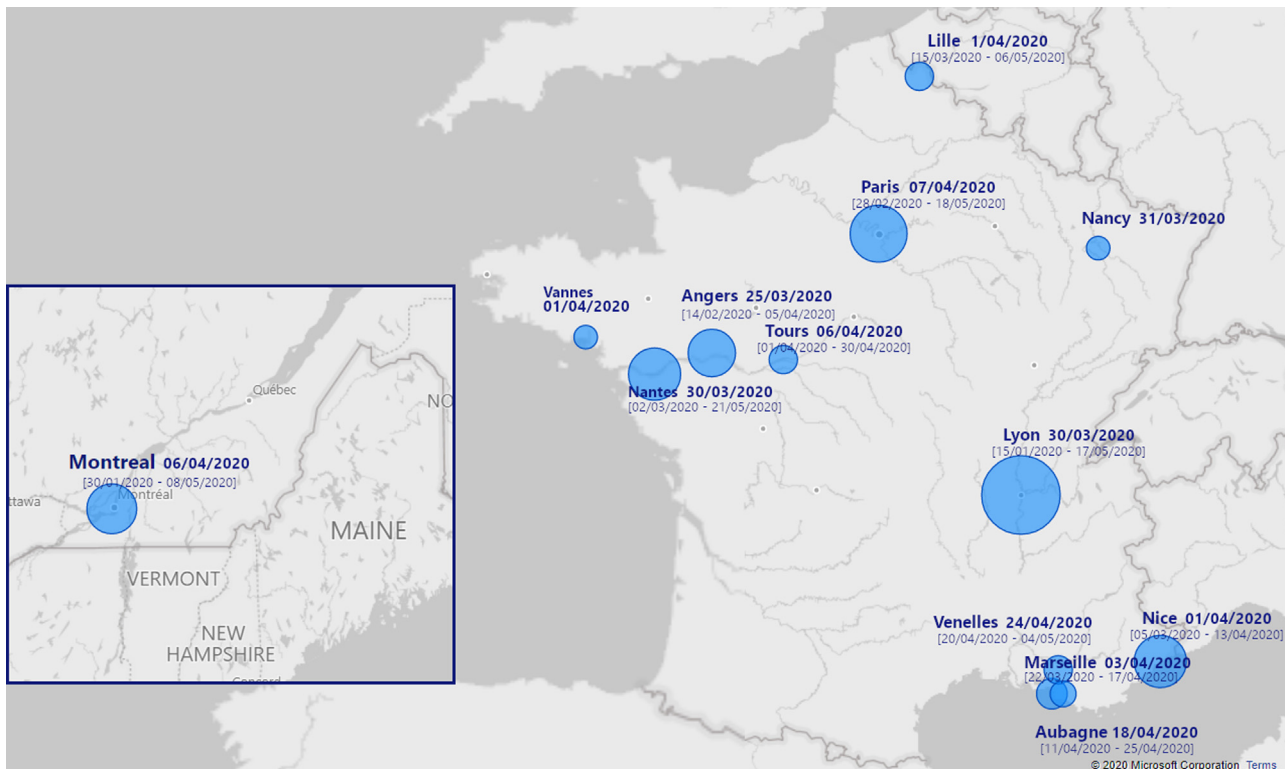 Lille 1/04/2020
[15/03/2020 - 06/05/2020]
Paris 07/04/2020
[28/02/2020 - 18/05/2020]
Nancy 31/03/2020
Vannes
01/04/2020
Angers 25/03/2020
[14/02/2020 - 05/04/2020]
Tours 06/04/2020
[01/04/2020 - 30/04/2020]
Nantes 30/03/2020
[02/03/2020 - 21/05/2020]
Lyon 30/03/2020
[15/01/2020 - 17/05/2020]
Québec
NO
Montreal 06/04/2020
[30/01/2020 - 08/05/2020]
Montréal
ttawa
MAINE
VERMONT
NEW
HAMPSHIRE
Concord
Venelles 24/04/2020
[20/04/2020 - 04/05/2020]
Nice 01/04/2020
[05/03/2020 - 13/04/2020]
Marseille 03/04/2020
[22/03/2020 - 17/04/2020]
Aubagne 18/04/2020
[11/04/2020 - 25/04/2020]
© 2020 Microsoft Corporation Terms